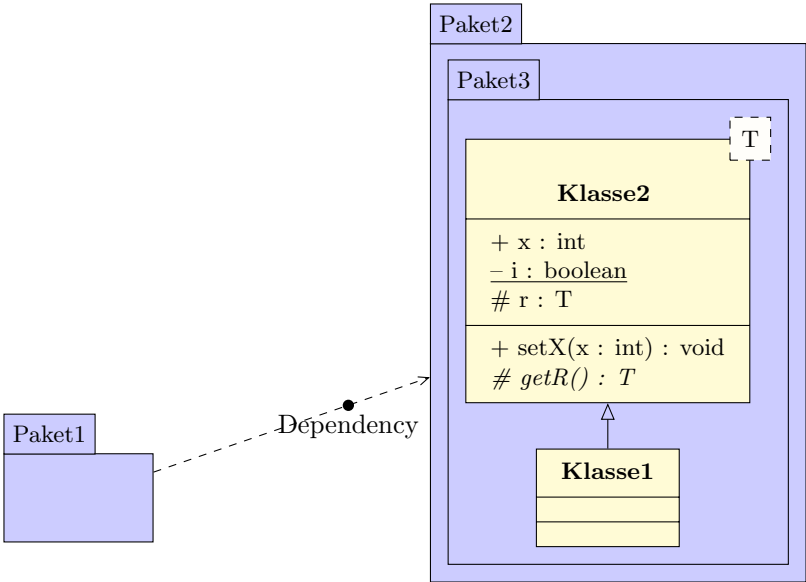 Paket2
Paket3
T
Klasse2
+ x : int
– i : boolean
# r : T
+ setX(x : int) : void
# getR() : T
Dependency
Paket1
Klasse1